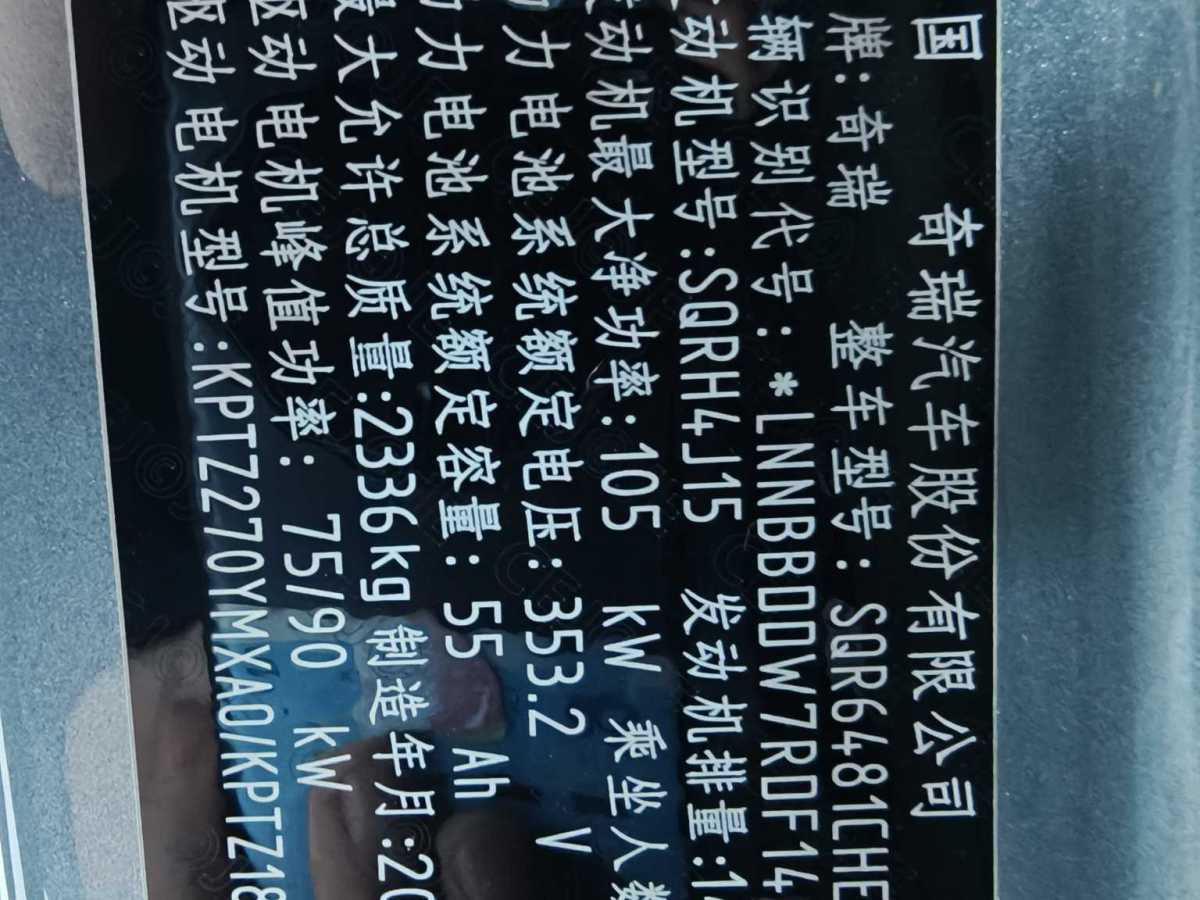 国 奇瑞汽车股份有限公司
牌:奇瑞 整车型号:SQR6481CHE
辆识别代号:*LNNBBDDW7RDF14
动机型号:SQRH4J15 发动机排量:1
动机最大净功率:105 kW 乘坐人数
力电池系统额定电压:353.2 V
力电池系统额定容量:55 Ah
最大允许总质量:2336kg 制造年月:20
驱动电机峰值功率:75/90 kW
驱动电机型号:KPTZ270YMXA0/KPTZ18